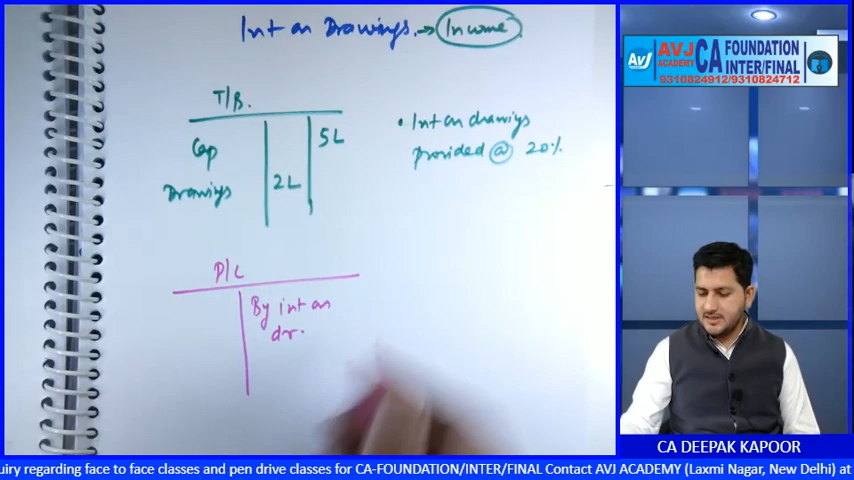 Int on Drawings → Income
T/B.
Cap
5L
Drawings
2L
• Int on drawings
provided @ 20%
P/L
By int on
dr.
AVJ
AVJ
ACADEMY
CA
FOUNDATION
INTER/FINAL
9310824912/9310824712
CA DEEPAK KAPOOR
uiry regarding face to face classes and pen drive classes for CA-FOUNDATION/INTER/FINAL Contact AVJ ACADEMY (Laxmi Nagar, New Delhi) at